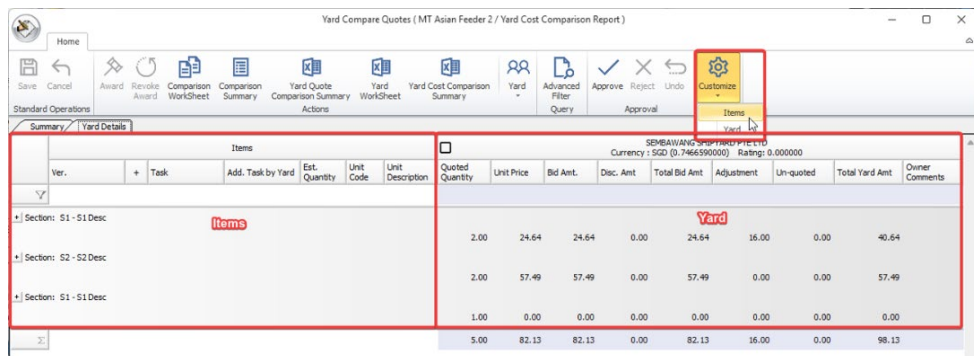 Yard Compare Quotes ( MT Asian Feeder 2 / Yard Cost Comparison Report )
Home
Save Cancel Award Revoke Award Comparison WorkSheet Comparison Summary Yard Quote Comparison Summary Yard WorkSheet Yard Cost Comparison Summary Yard Advanced Filter Approve Reject Undo Customize
Standard Operations Actions Query Approval Items
Yard
Summary Yard Details
Items SEMBAWANG SHIPYARD PTE LTD
Currency : SGD (0.7466590000) Rating: 0.000000
Ver. + Task Add. Task by Yard Est. Quantity Unit Code Unit Description Quoted Quantity Unit Price Bid Amt. Disc. Amt Total Bid Amt Adjustment Un-quoted Total Yard Amt Owner Comments
+ Section: S1 - S1 Desc
Items Yard
2.00 24.64 24.64 0.00 24.64 16.00 0.00 40.64
+ Section: S2 - S2 Desc
2.00 57.49 57.49 0.00 57.49 0.00 0.00 57.49
+ Section: S1 - S1 Desc
1.00 0.00 0.00 0.00 0.00 0.00 0.00 0.00
Σ 5.00 82.13 82.13 0.00 82.13 16.00 0.00 98.13